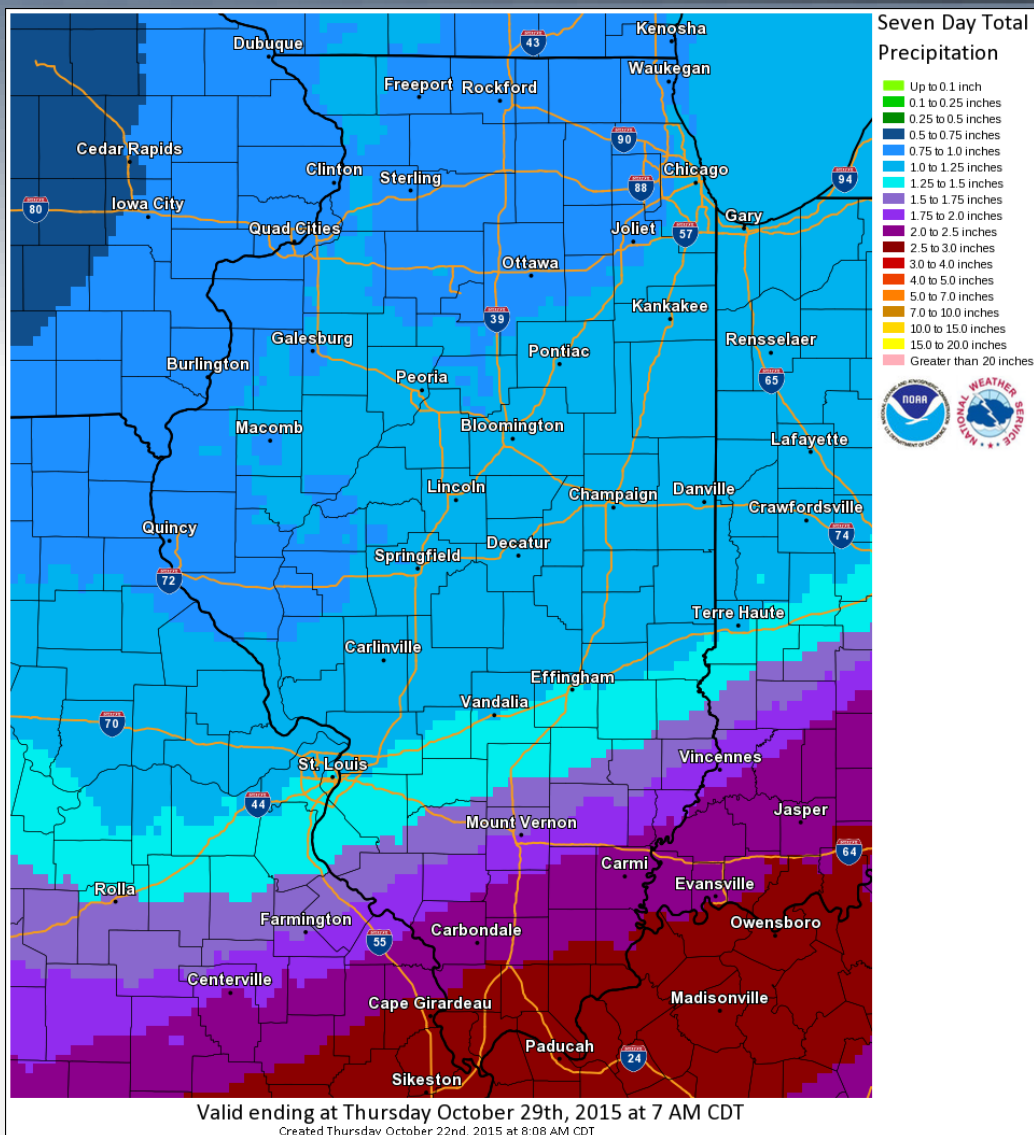 Seven Day Total
Precipitation
Up to 0.1 inch
0.1 to 0.25 inches
0.25 to 0.5 inches
0.5 to 0.75 inches
0.75 to 1.0 inches
1.0 to 1.25 inches
1.25 to 1.5 inches
1.5 to 1.75 inches
1.75 to 2.0 inches
2.0 to 2.5 inches
2.5 to 3.0 inches
3.0 to 4.0 inches
4.0 to 5.0 inches
5.0 to 7.0 inches
7.0 to 10.0 inches
10.0 to 15.0 inches
15.0 to 20.0 inches
Greater than 20 inches
NOAA
NATIONAL WEATHER SERVICE
Dubuque
43
Kenosha
Waukegan
Freeport
Rockford
Cedar Rapids
90
Clinton
Sterling
88
Chicago
94
80
Iowa City
Quad Cities
Gary
Joliet
57
Ottawa
39
Kankakee
Galesburg
Pontiac
Rensselaer
Burlington
Peoria
65
Macomb
Bloomington
Lafayette
Lincoln
Champaign
Danville
Crawfordsville
Quincy
74
Springfield
Decatur
72
Terre Haute
Carlinville
Effingham
Vandalia
70
St. Louis
Vincennes
44
Mount Vernon
Jasper
64
Carmi
Rolla
Evansville
Farmington
55
Carbondale
Owensboro
Centerville
Cape Girardeau
Madisonville
Paducah
24
Sikeston
Valid ending at Thursday October 29th, 2015 at 7 AM CDT
Created Thursday October 22nd, 2015 at 8:08 AM CDT